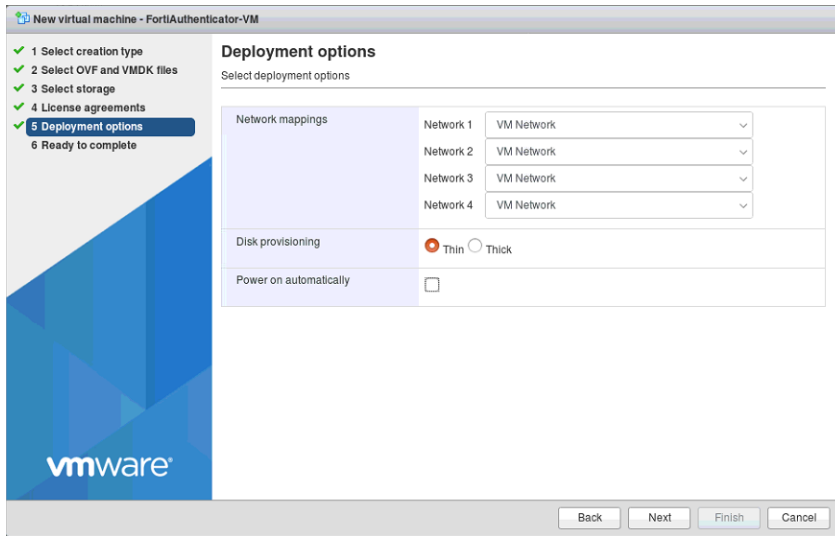 New virtual machine - FortiAuthenticator-VM
1 Select creation type
2 Select OVF and VMDK files
3 Select storage
4 License agreements
5 Deployment options
6 Ready to complete
vmware®
Deployment options
Select deployment options
Network mappings
Network 1 VM Network
Network 2 VM Network
Network 3 VM Network
Network 4 VM Network
Disk provisioning
Thin Thick
Power on automatically
Back Next Finish Cancel